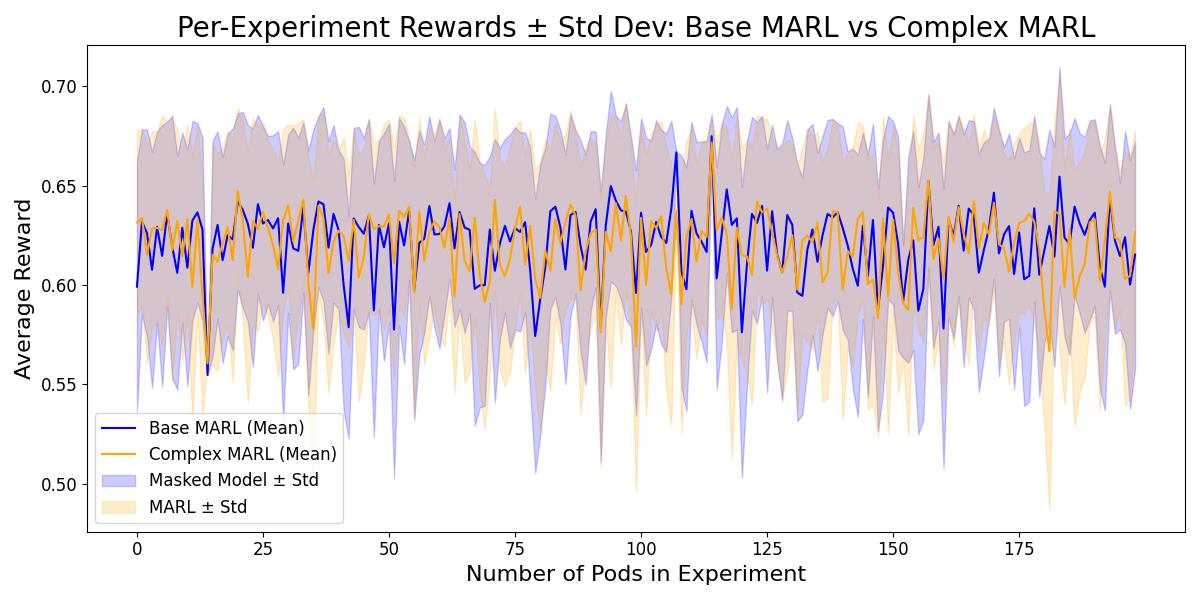 Per-Experiment Rewards ± Std Dev: Base MARL vs Complex MARL
Average Reward
0.70
0.65
0.60
0.55
0.50
Base MARL (Mean)
Complex MARL (Mean)
Masked Model ± Std
MARL ± Std
0 25 50 75 100 125 150 175
Number of Pods in Experiment